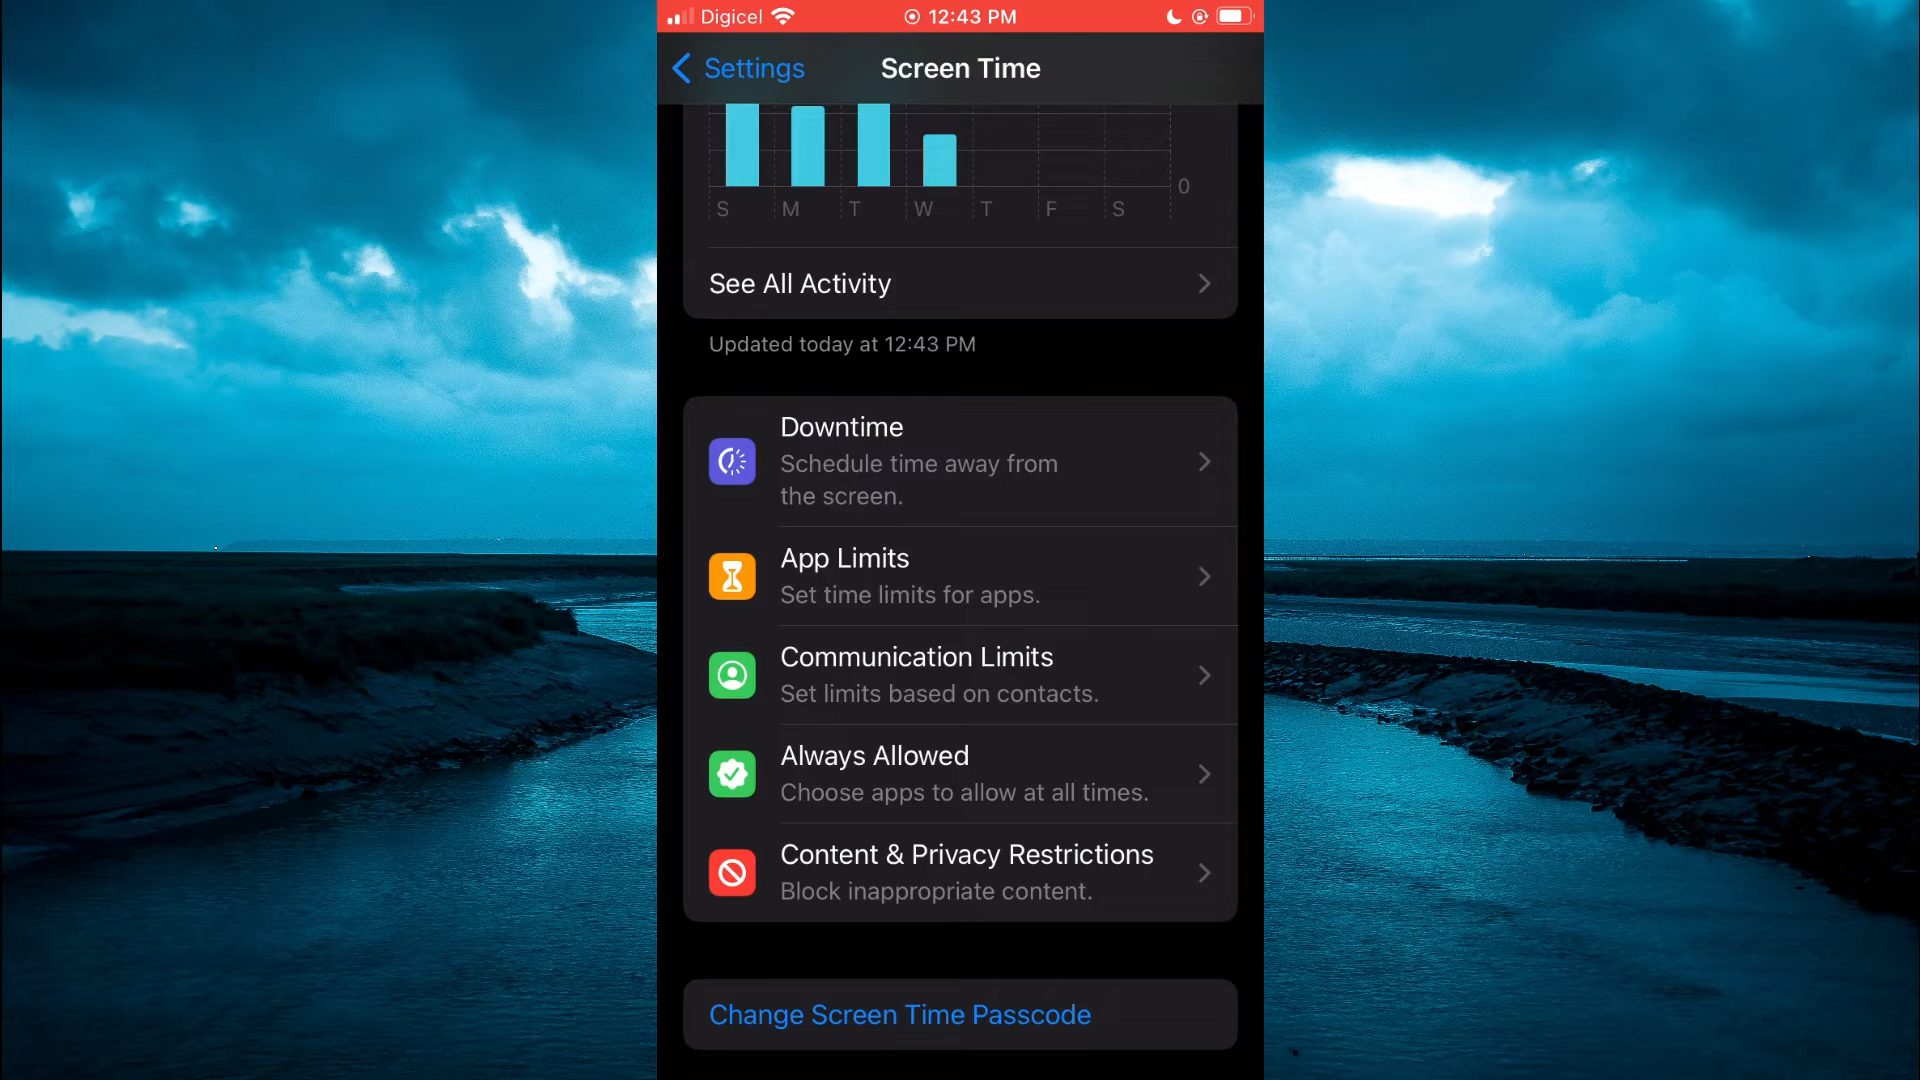 Digicel 12:43 PM
Settings Screen Time
0
S M T W T F S
See All Activity
Updated today at 12:43 PM
Downtime
Schedule time away from
the screen.
App Limits
Set time limits for apps.
Communication Limits
Set limits based on contacts.
Always Allowed
Choose apps to allow at all times.
Content & Privacy Restrictions
Block inappropriate content.
Change Screen Time Passcode